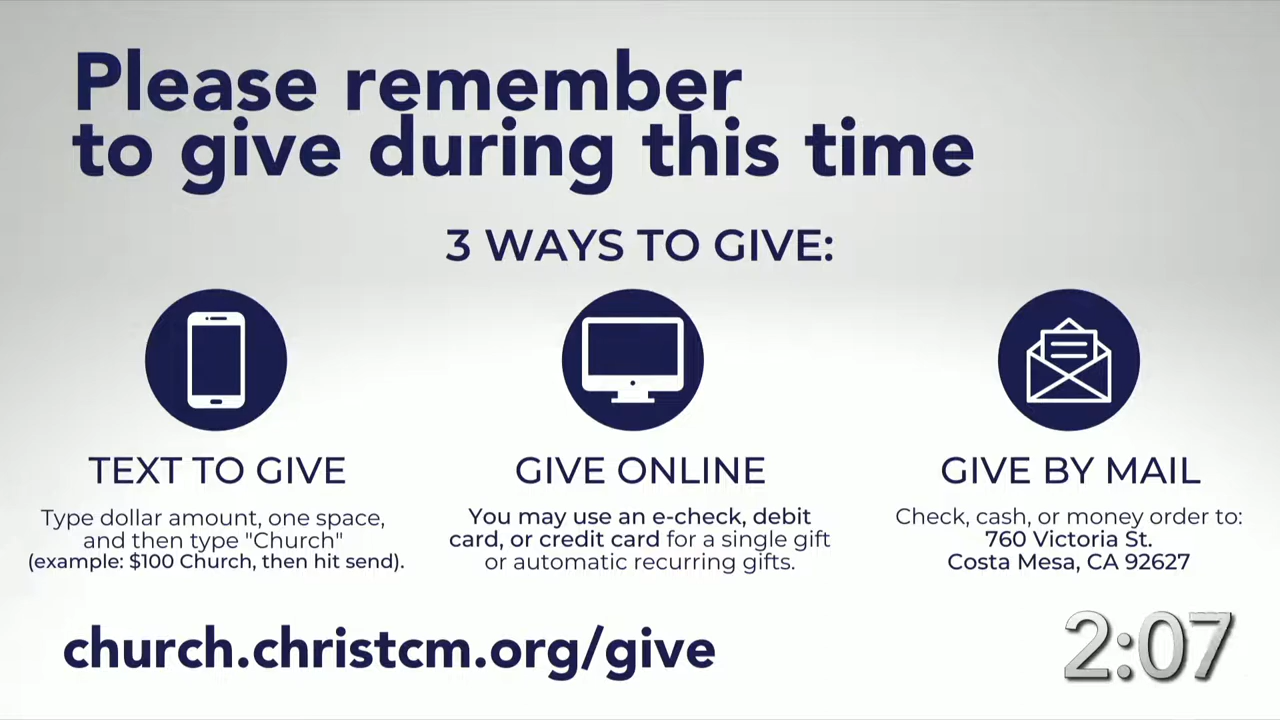 Please remember
to give during this time
3 WAYS TO GIVE:
TEXT TO GIVE
Type dollar amount, one space,
and then type "Church"
(example: $100 Church, then hit send).
GIVE ONLINE
You may use an e-check, debit
card, or credit card for a single gift
or automatic recurring gifts.
GIVE BY MAIL
Check, cash, or money order to:
760 Victoria St.
Costa Mesa, CA 92627
church.christcm.org/give
2:07